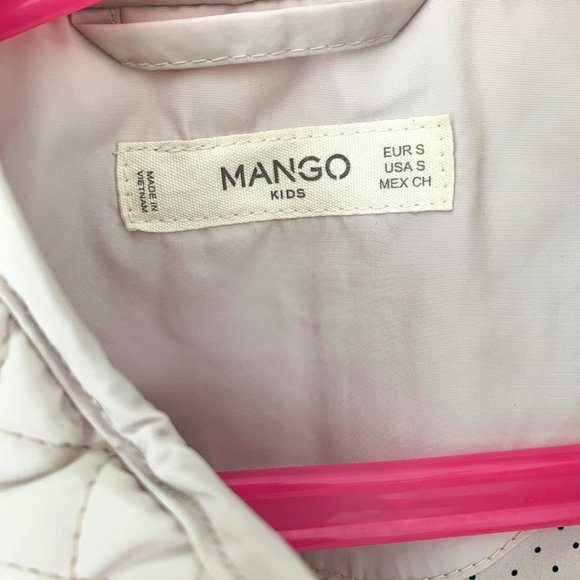 MADE IN
VIETNAM
MANGO
KIDS
EUR S
USA S
MEX CH